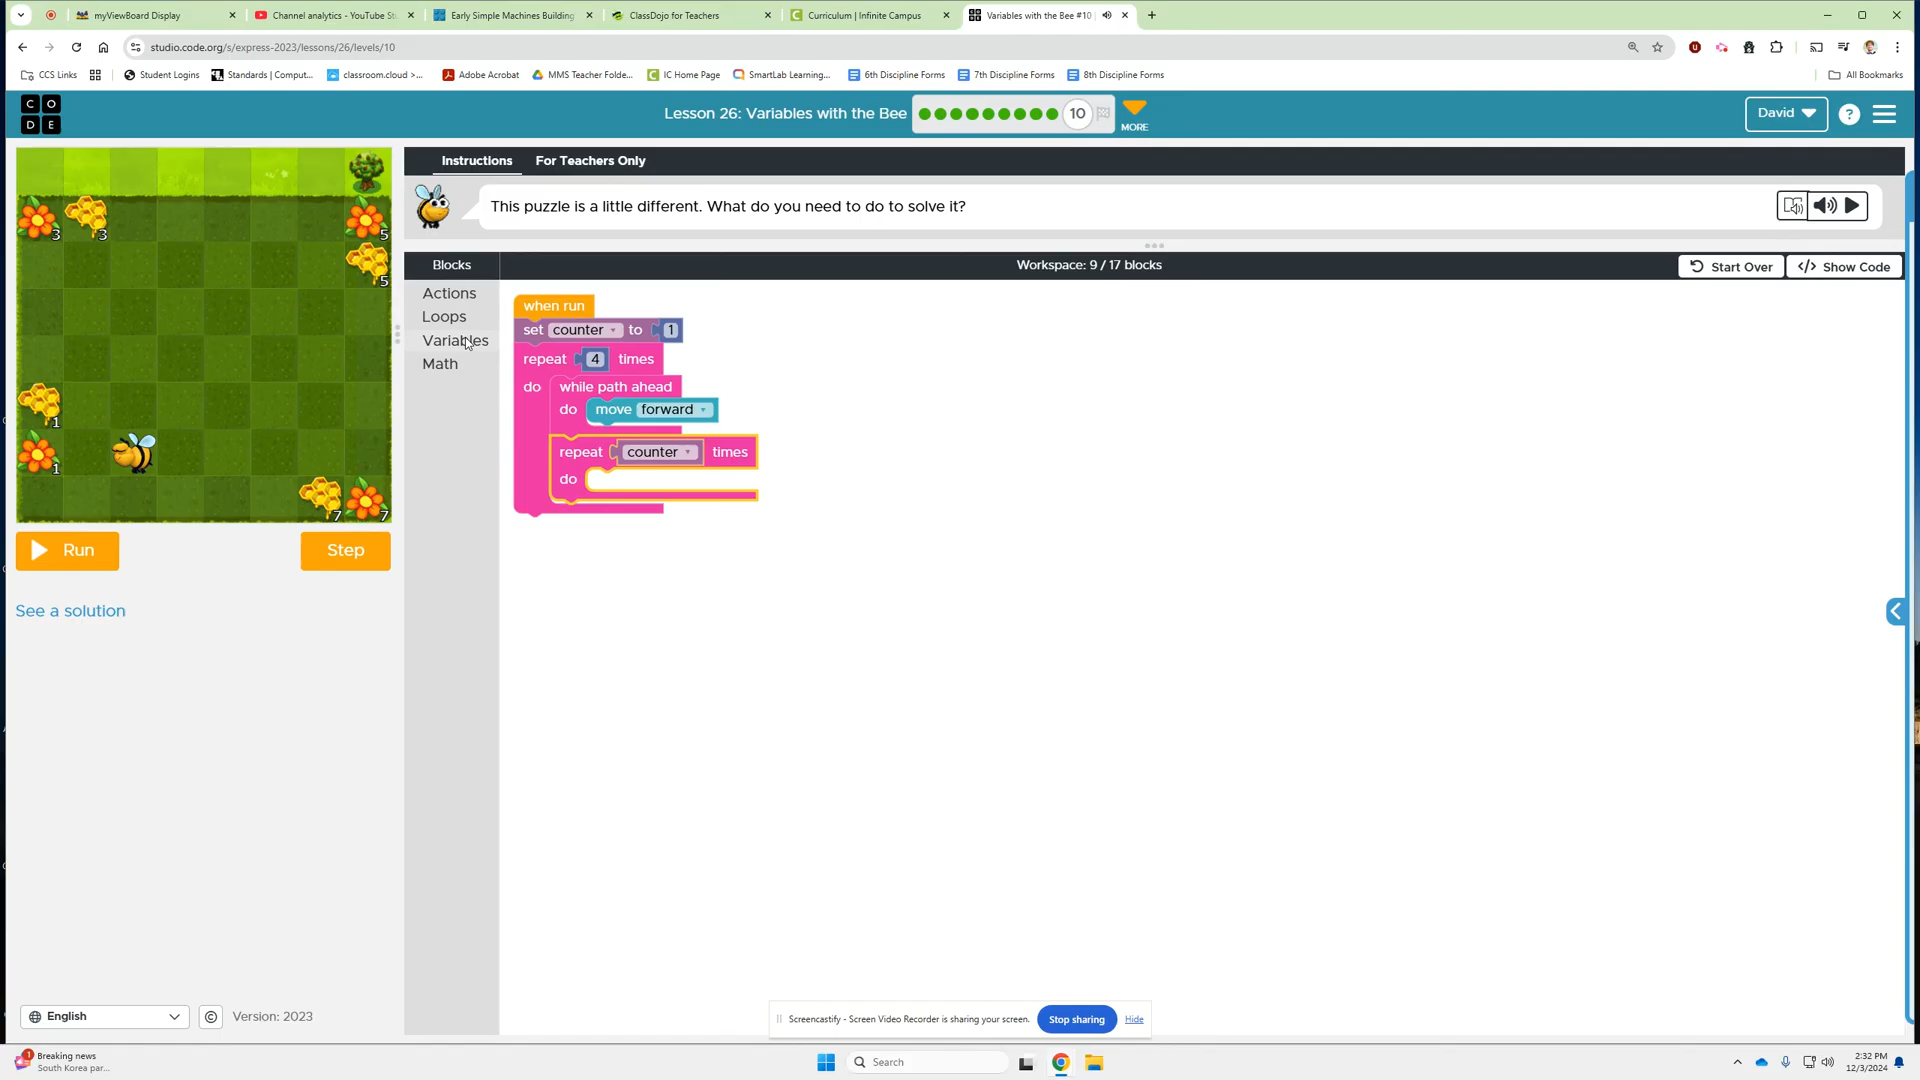 myViewBoard Display
Channel analytics - YouTube St
Early Simple Machines Building
ClassDojo for Teachers
Curriculum | Infinite Campus
Variables with the Bee #10
studio.code.org/s/express-2023/lessons/26/levels/10
CCS Links
Student Logins
Standards | Comput...
classroom.cloud >...
Adobe Acrobat
MMS Teacher Folde...
IC Home Page
SmartLab Learning...
6th Discipline Forms
7th Discipline Forms
8th Discipline Forms
All Bookmarks
C O
D E
Lesson 26: Variables with the Bee
10
MORE
David
?
Instructions
For Teachers Only
This puzzle is a little different. What do you need to do to solve it?
3
3
5
5
1
1
7
7
Blocks
Workspace: 9 / 17 blocks
Start Over
</> Show Code
Actions
Loops
Variables
Math
when run
set counter to 1
repeat 4 times
do while path ahead
do move forward
repeat counter times
do
Run
Step
See a solution
English
©
Version: 2023
Screencastify - Screen Video Recorder is sharing your screen.
Stop sharing
Hide
1
Breaking news
South Korea par...
Search
2:32 PM
12/3/2024